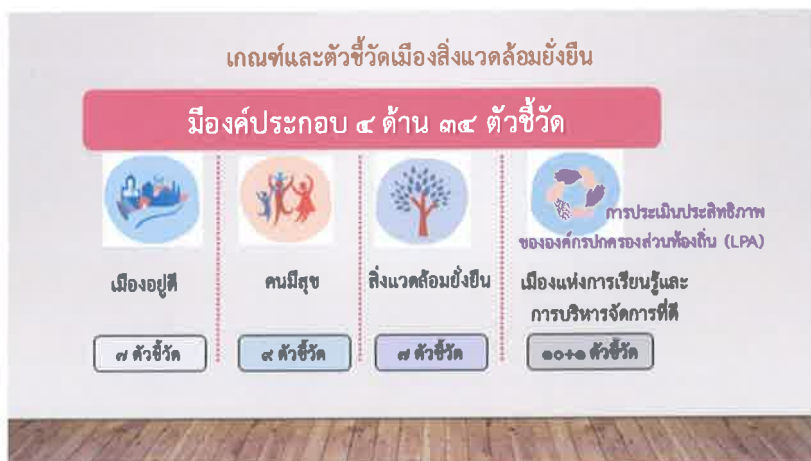 เกณฑ์และตัวชี้วัดเมืองสิ่งแวดล้อมยั่งยืน
มีองค์ประกอบ ๔ ด้าน ๓๔ ตัวชี้วัด
การประเมินประสิทธิภาพ
ขององค์กรปกครองส่วนท้องถิ่น (LPA)
เมืองอยู่ดี
คนมีสุข
สิ่งแวดล้อมยั่งยืน
เมืองแห่งการเรียนรู้และ
การบริหารจัดการที่ดี
๗ ตัวชี้วัด
๙ ตัวชี้วัด
๗ ตัวชี้วัด
๑๐+๑ ตัวชี้วัด